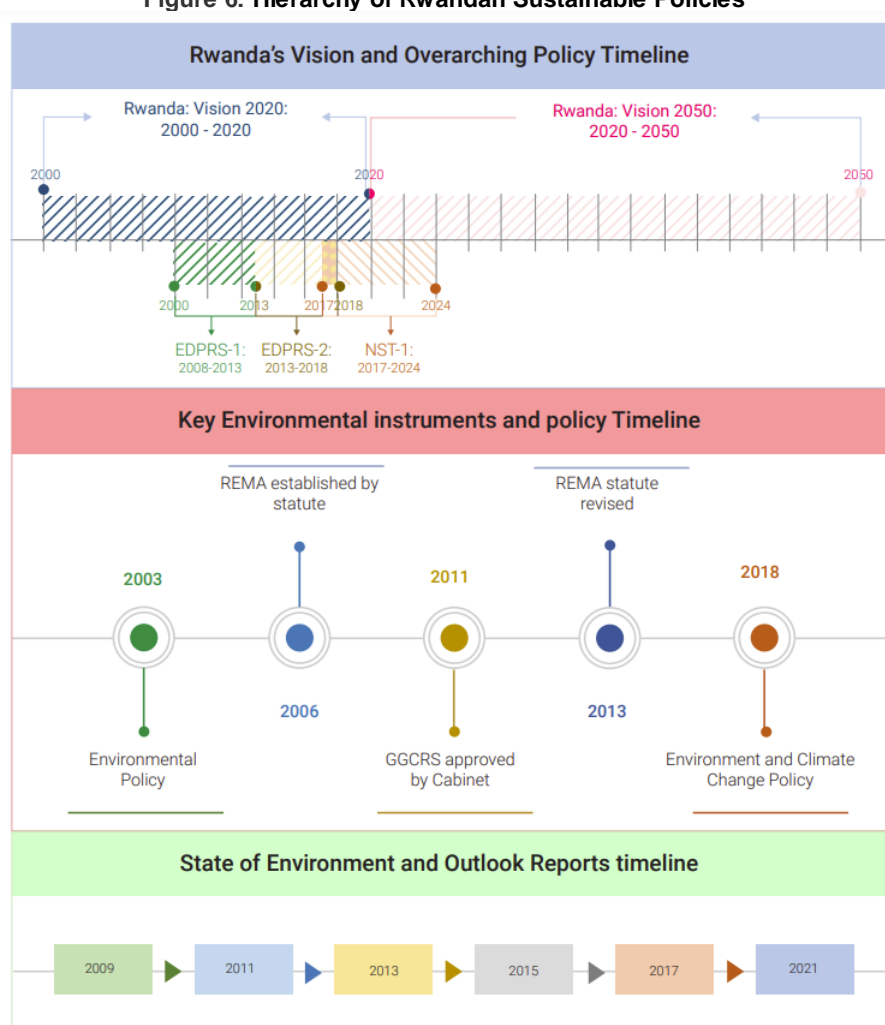 Figure 6. Hierarchy of Rwandan Sustainable Policies
Rwanda's Vision and Overarching Policy Timeline
Rwanda: Vision 2020:
2000 - 2020
Rwanda: Vision 2050:
2020 - 2050
2000
2020
2050
2000
2013
2017
2018
2024
EDPRS-1:
2008-2013
EDPRS-2:
2013-2018
NST-1:
2017-2024
Key Environmental instruments and policy Timeline
REMA established by
statute
REMA statute
revised
2003
2011
2018
2006
2013
Environmental
Policy
GGCRS approved
by Cabinet
Environment and Climate
Change Policy
State of Environment and Outlook Reports timeline
2009
2011
2013
2015
2017
2021